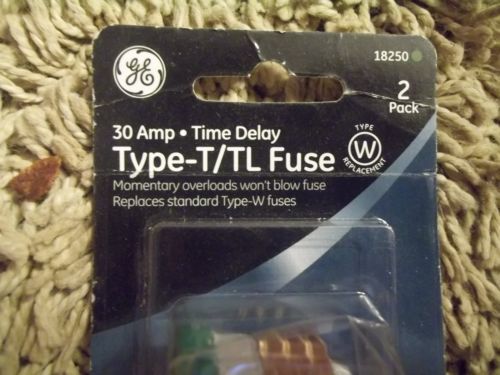 GE
18250
2
Pack
30 Amp • Time Delay
Type-T/TL Fuse
TYPE
W
REPLACEMENT
Momentary overloads won't blow fuse
Replaces standard Type-W fuses